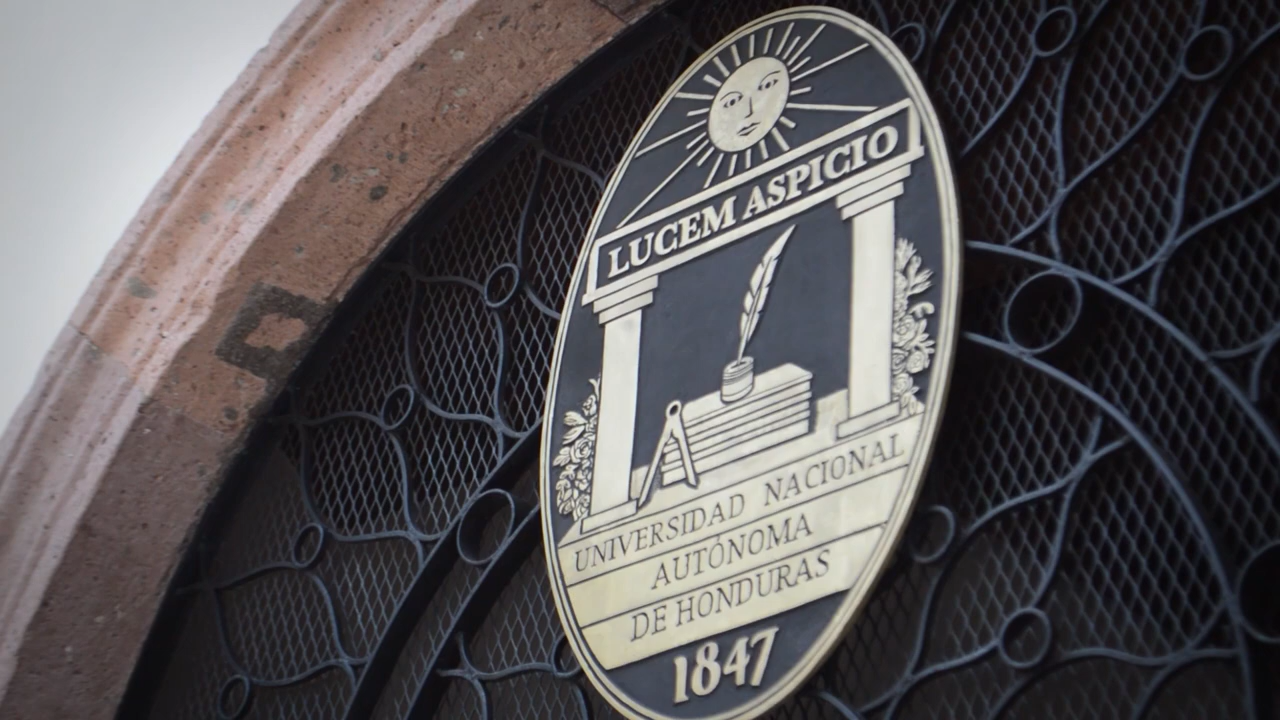 LUCEM ASPICIO
UNIVERSIDAD NACIONAL
AUTÓNOMA
DE HONDURAS
1847